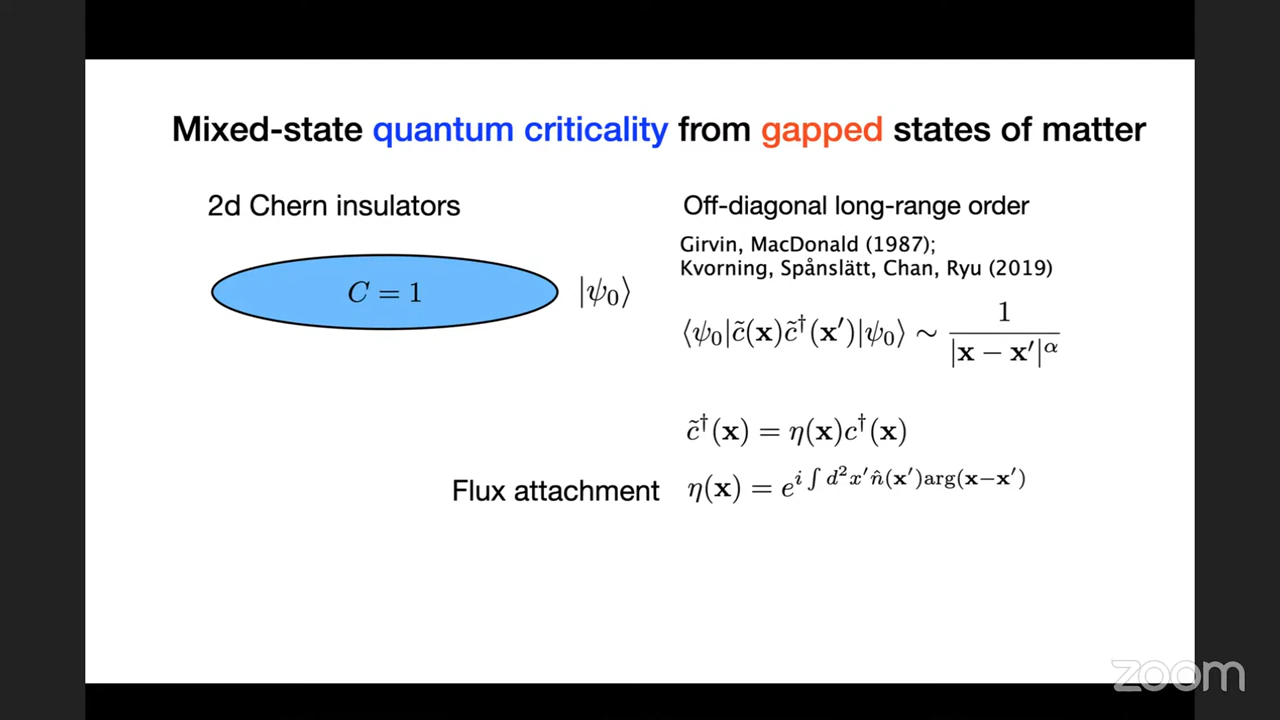 Mixed-state quantum criticality from gapped states of matter
2d Chern insulators
C = 1
|ψ₀⟩
Off-diagonal long-range order
Girvin, MacDonald (1987);
Kvorning, Spånslätt, Chan, Ryu (2019)
⟨ψ₀|c̃(𝐱)c̃†(𝐱′)|ψ₀⟩ ∼ 1 / |𝐱 − 𝐱′|^α
c̃†(𝐱) = η(𝐱)c†(𝐱)
Flux attachment η(𝐱) = e^{i ∫ d²x′ n̂(𝐱′)arg(𝐱−𝐱′)}
zoom